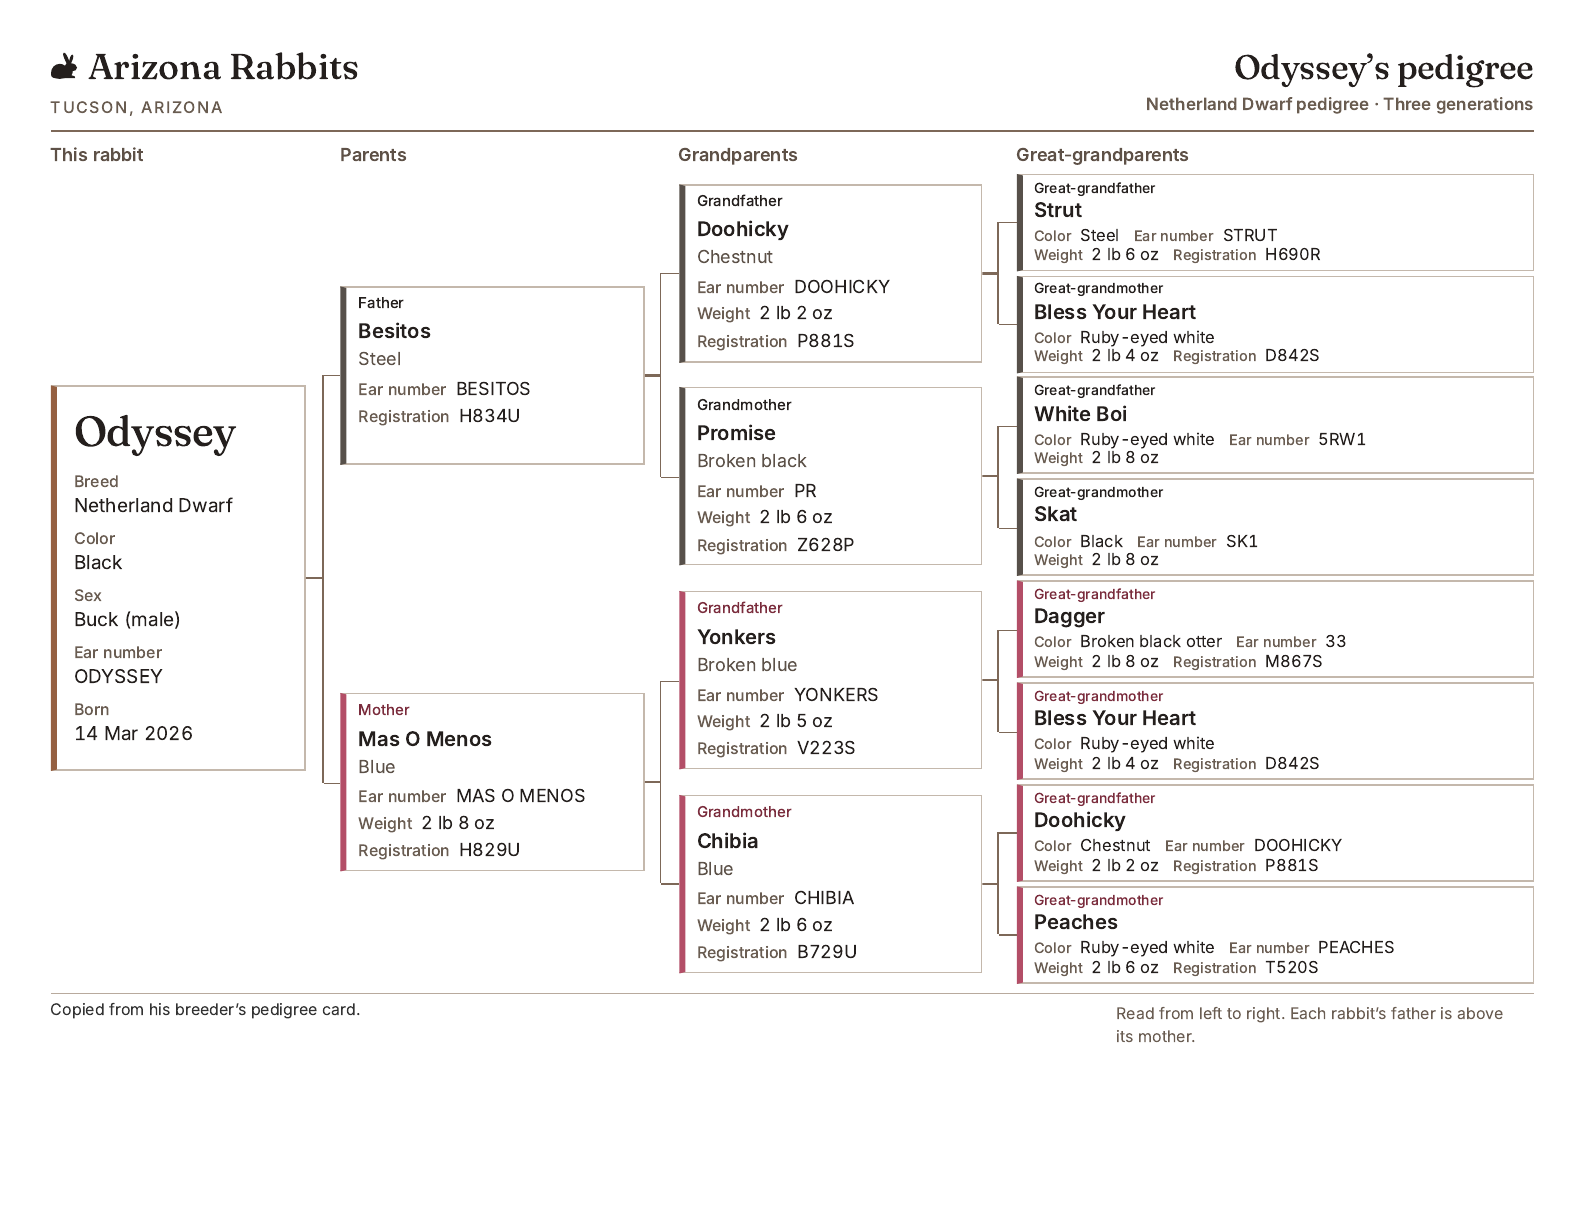 Arizona Rabbits
TUCSON, ARIZONA
Odyssey’s pedigree
Netherland Dwarf pedigree · Three generations
This rabbit
Parents
Grandparents
Great-grandparents
Odyssey
Breed
Netherland Dwarf
Color
Black
Sex
Buck (male)
Ear number
ODYSSEY
Born
14 Mar 2026
Father
Besitos
Steel
Ear number BESITOS
Registration H834U
Mother
Mas O Menos
Blue
Ear number MAS O MENOS
Weight 2 lb 8 oz
Registration H829U
Grandfather
Doohicky
Chestnut
Ear number DOOHICKY
Weight 2 lb 2 oz
Registration P881S
Grandmother
Promise
Broken black
Ear number PR
Weight 2 lb 6 oz
Registration Z628P
Grandfather
Yonkers
Broken blue
Ear number YONKERS
Weight 2 lb 5 oz
Registration V223S
Grandmother
Chibia
Blue
Ear number CHIBIA
Weight 2 lb 6 oz
Registration B729U
Great-grandfather
Strut
Color Steel Ear number STRUT
Weight 2 lb 6 oz Registration H690R
Great-grandmother
Bless Your Heart
Color Ruby-eyed white
Weight 2 lb 4 oz Registration D842S
Great-grandfather
White Boi
Color Ruby-eyed white Ear number 5RW1
Weight 2 lb 8 oz
Great-grandmother
Skat
Color Black Ear number SK1
Weight 2 lb 8 oz
Great-grandfather
Dagger
Color Broken black otter Ear number 33
Weight 2 lb 8 oz Registration M867S
Great-grandmother
Bless Your Heart
Color Ruby-eyed white
Weight 2 lb 4 oz Registration D842S
Great-grandfather
Doohicky
Color Chestnut Ear number DOOHICKY
Weight 2 lb 2 oz Registration P881S
Great-grandmother
Peaches
Color Ruby-eyed white Ear number PEACHES
Weight 2 lb 6 oz Registration T520S
Copied from his breeder’s pedigree card.
Read from left to right. Each rabbit’s father is above
its mother.